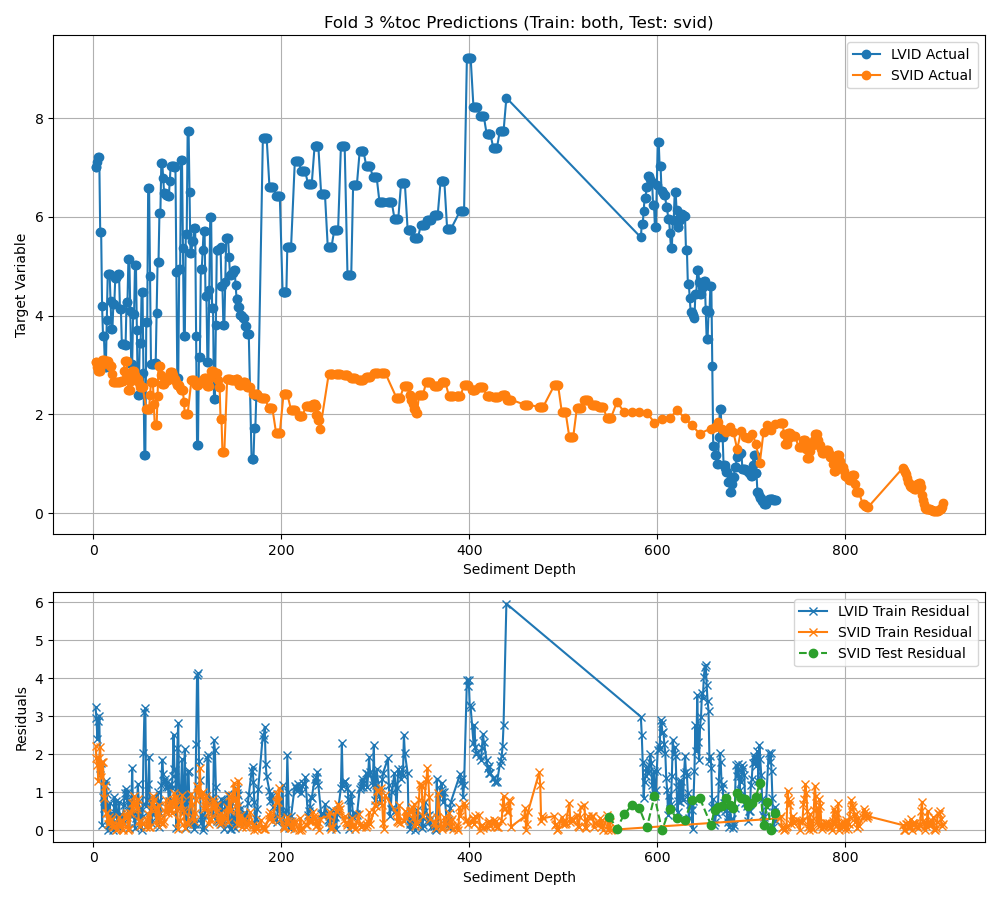 Fold 3 %toc Predictions (Train: both, Test: svid)
LVID Actual
SVID Actual
Target Variable
8
6
4
2
0
0
200
400
600
800
Sediment Depth
LVID Train Residual
SVID Train Residual
SVID Test Residual
Residuals
6
5
4
3
2
1
0
0
200
400
600
800
Sediment Depth